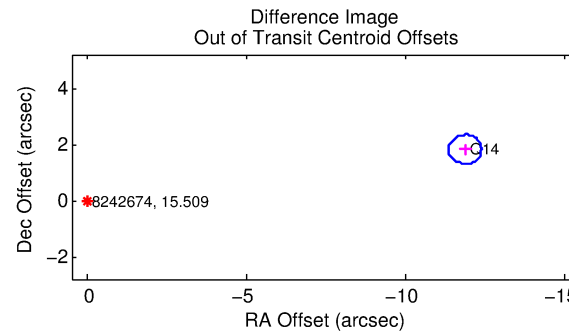 Difference Image
Out of Transit Centroid Offsets
Dec Offset (arcsec)
4
2
0
−2
8242674, 15.509
Q14
0
−5
−10
−15
RA Offset (arcsec)